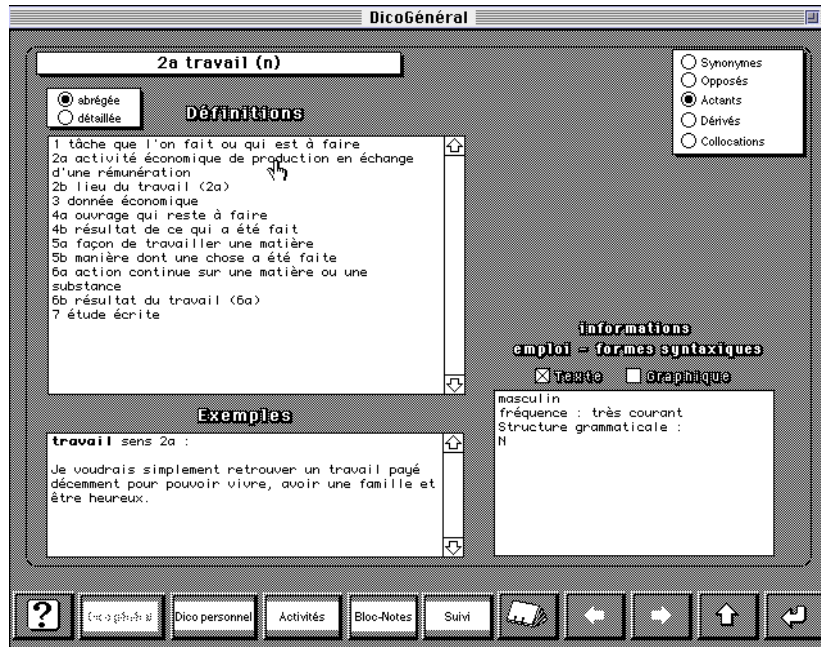 DicoGénéral
2a travail (n)
abrégée
détaillée
Définitions
1 tâche que l'on fait ou qui est à faire
2a activité économique de production en échange
d'une rémunération
2b lieu du travail (2a)
3 donnée économique
4a ouvrage qui reste à faire
4b résultat de ce qui a été fait
5a façon de travailler une matière
5b manière dont une chose a été faite
6a action continue sur une matière ou une
substance
6b résultat du travail (6a)
7 étude écrite
Synonymes
Opposés
Actants
Dérivés
Collocations
Exemples
travail sens 2a :
Je voudrais simplement retrouver un travail payé
décemment pour pouvoir vivre, avoir une famille et
être heureux.
informations
emploi - formes syntaxiques
Texte Graphique
masculin
fréquence : très courant
Structure grammaticale :
N
? Dico personnel Activités Bloc-Notes Suivi